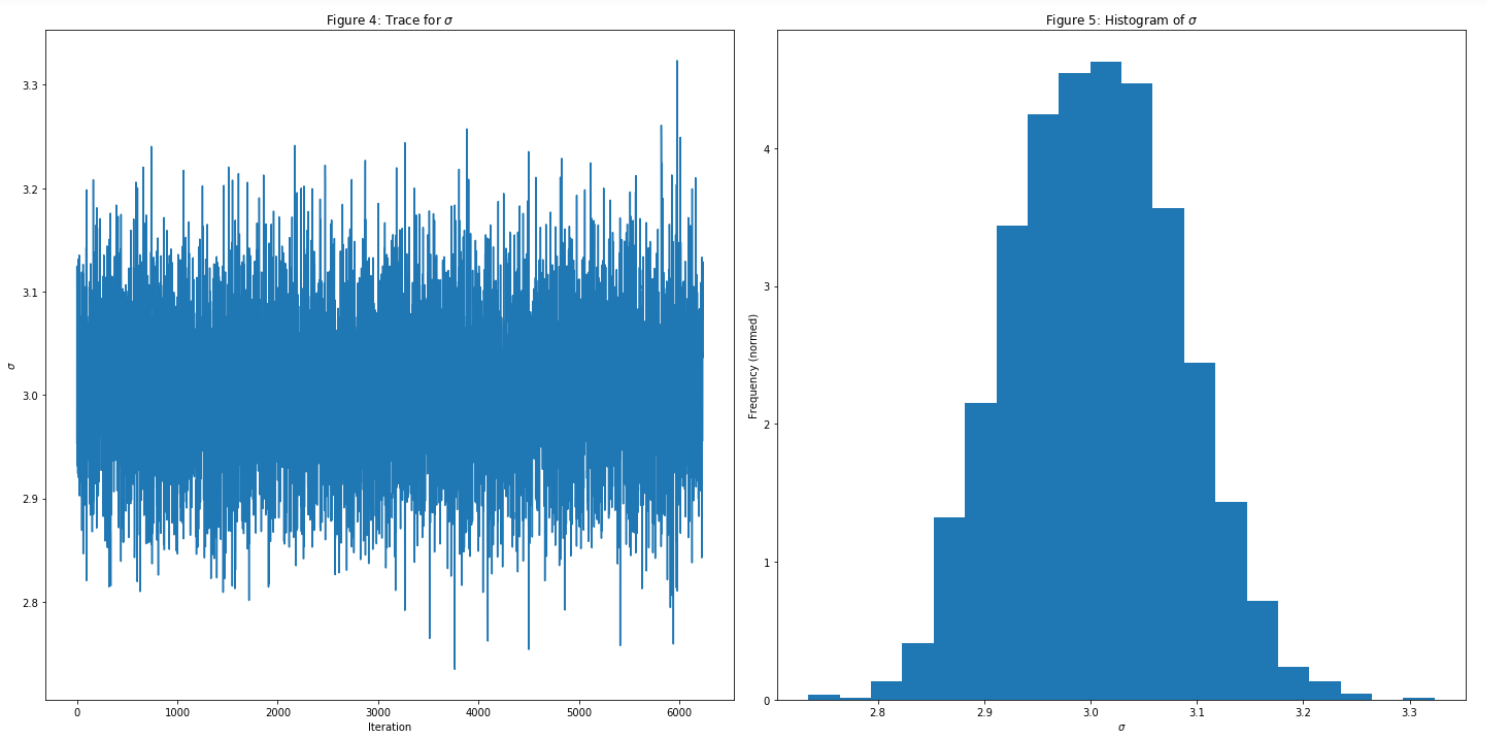 Figure 4: Trace for σ
3.3
3.2
3.1
3.0
2.9
2.8
σ
0 1000 2000 3000 4000 5000 6000
Iteration
Figure 5: Histogram of σ
4
3
2
1
0
Frequency (normed)
2.8 2.9 3.0 3.1 3.2 3.3
σ